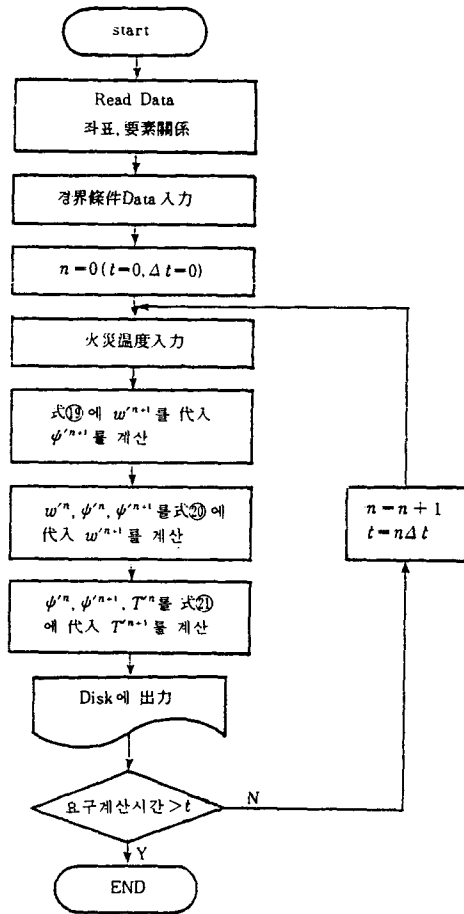 start
Read Data
좌표, 要素關係
경界條件Data 入力
n=0(t=0, Δt=0)
火災温度入力
式⑲에 w'ⁿ⁺¹를 代入
ψ'ⁿ⁺¹를 계산
w'ⁿ, ψ'ⁿ, ψ'ⁿ⁺¹를式⑳에
代入 w'ⁿ⁺¹를 계산
ψ'ⁿ, ψ'ⁿ⁺¹, T'ⁿ를 式㉑
에 代入 T'ⁿ⁺¹를 계산
Disk에 出力
요구계산시간>t
N
n=n+1
t=nΔt
Y
END